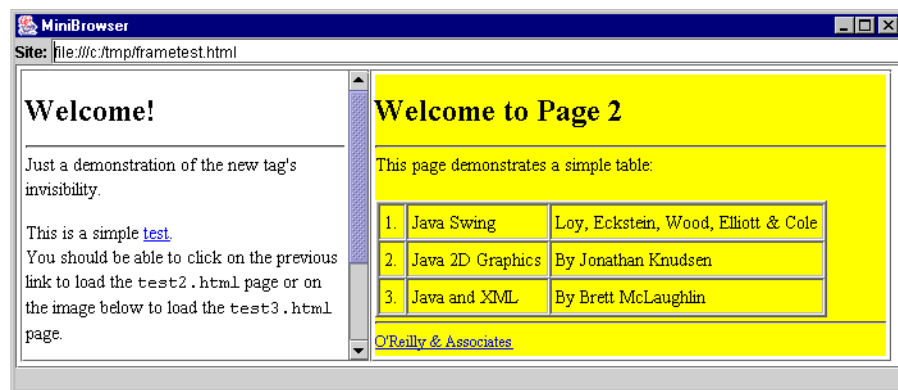 MiniBrowser
Site: file:///c:/tmp/frametest.html
Welcome!
Just a demonstration of the new tag's
invisibility.
This is a simple test.
You should be able to click on the previous
link to load the test2.html page or on
the image below to load the test3.html
page.
Welcome to Page 2
This page demonstrates a simple table:
1. Java Swing Loy, Eckstein, Wood, Elliott & Cole
2. Java 2D Graphics By Jonathan Knudsen
3. Java and XML By Brett McLaughlin
O'Reilly & Associates